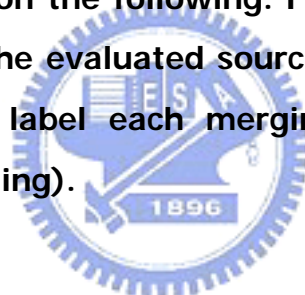 on the following. 
he evaluated sourc
label each mergin
ing).
E S A
1896